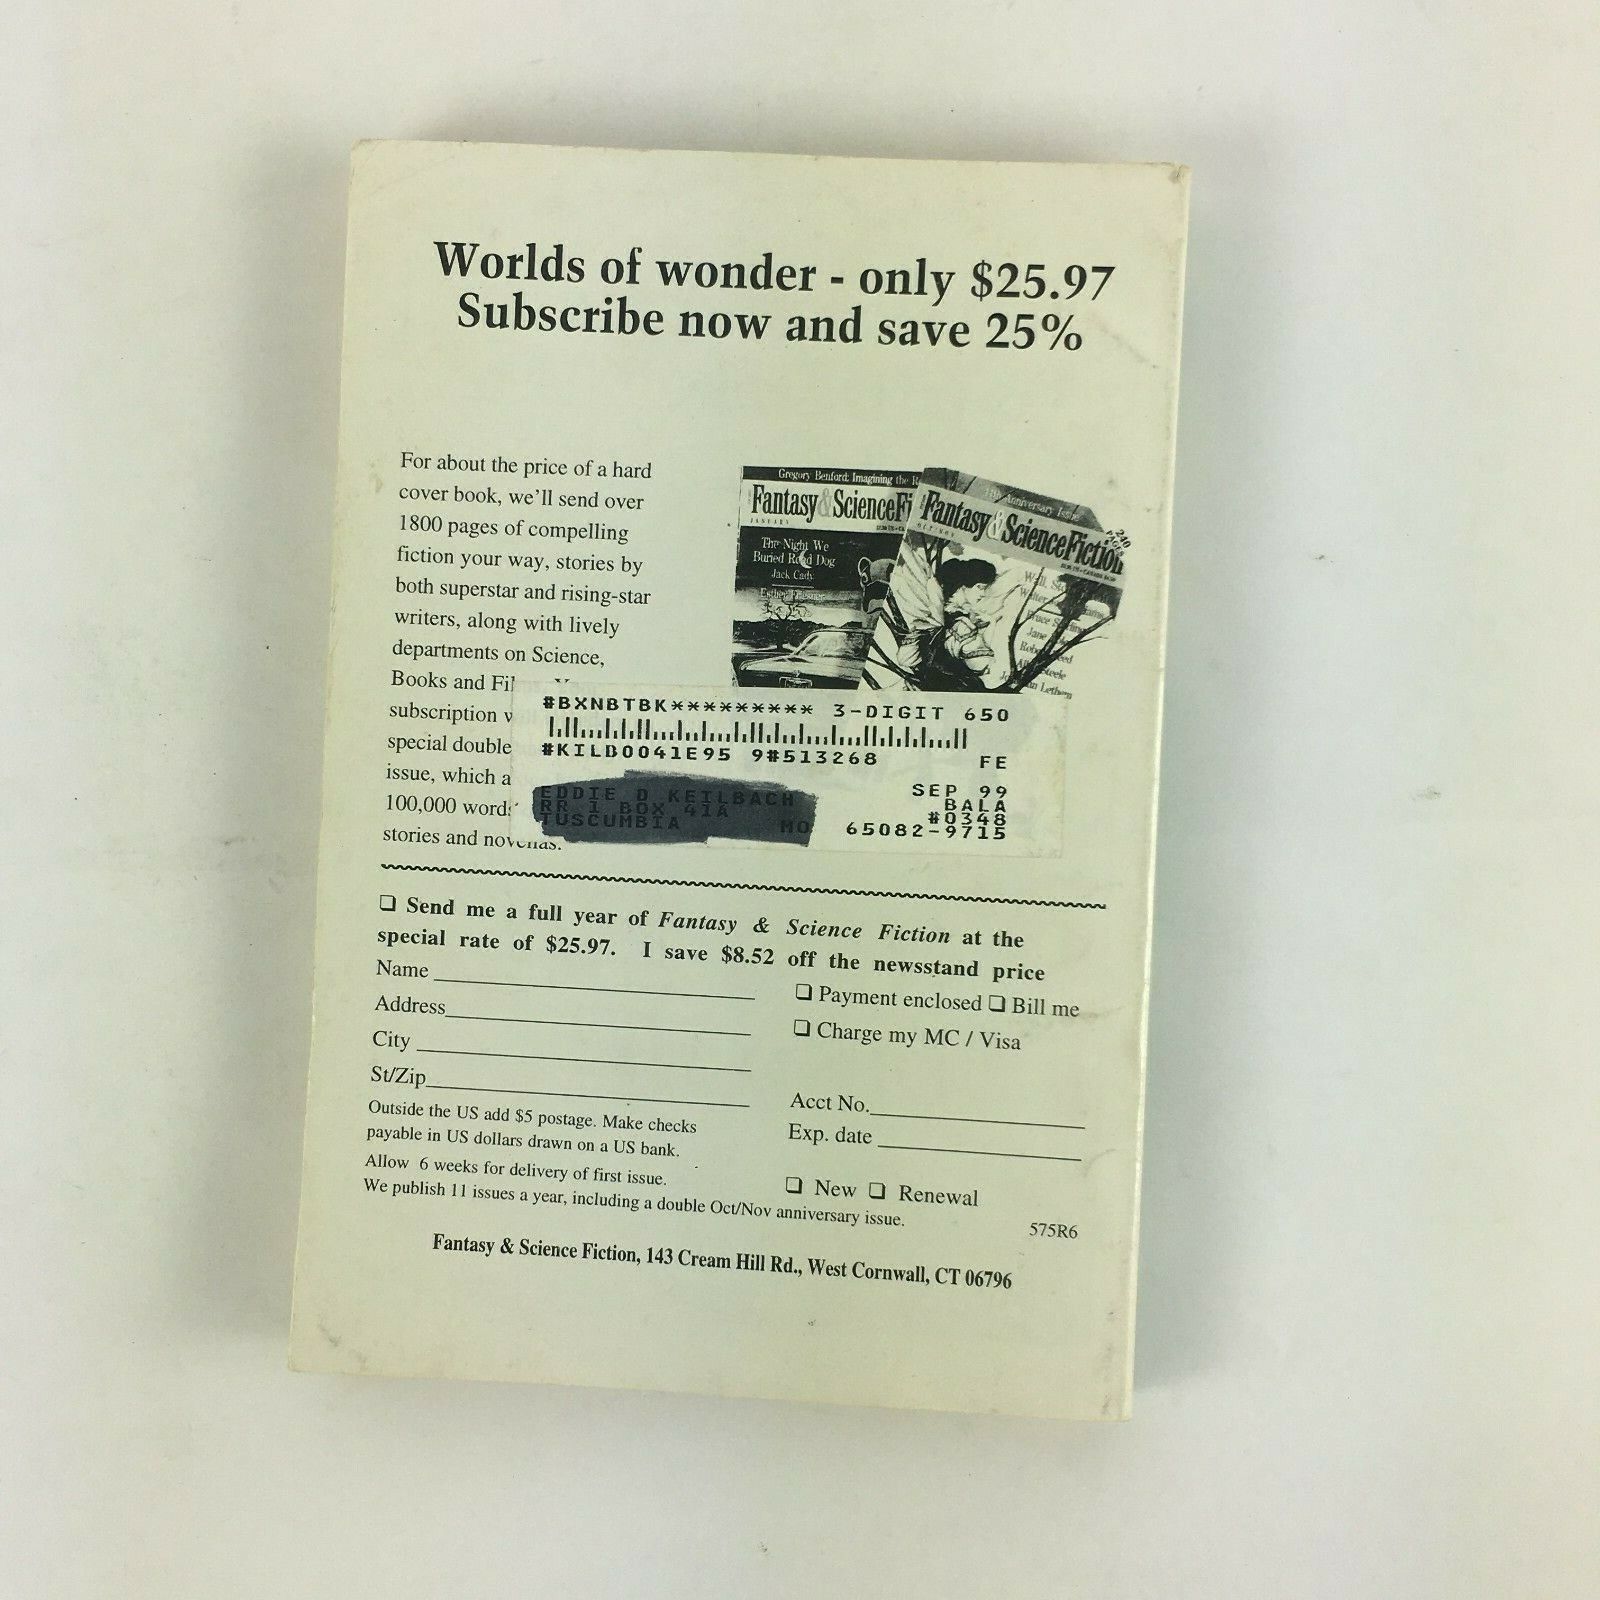 Worlds of wonder - only $25.97
Subscribe now and save 25%
For about the price of a hard
cover book, we'll send over
1800 pages of compelling
fiction your way, stories by
both superstar and rising-star
writers, along with lively
departments on Science,
Books and
subscription
special double
issue, which
100,000
stories and
Gregory Benford: Imagining the
Fantasy & Science
JANUARY
The Night We
Buried Road Dog
Jack Cady
Anniversary Issue
Fantasy & Science Fiction
OCT/NOV
#BXNBTBK********* 3-DIGIT 650
#KILB0041E95 9#513268 FE
SEP 99
BALA
#0348
65082-9715
Send me a full year of Fantasy & Science Fiction at the
special rate of $25.97. I save $8.52 off the newsstand price
Name
Address
City
St/Zip
Payment enclosed Bill me
Charge my MC / Visa
Acct No.
Exp. date
Outside the US add $5 postage. Make checks
payable in US dollars drawn on a US bank.
Allow 6 weeks for delivery of first issue.
We publish 11 issues a year, including a double Oct/Nov anniversary issue.
New Renewal
575R6
Fantasy & Science Fiction, 143 Cream Hill Rd., West Cornwall, CT 06796